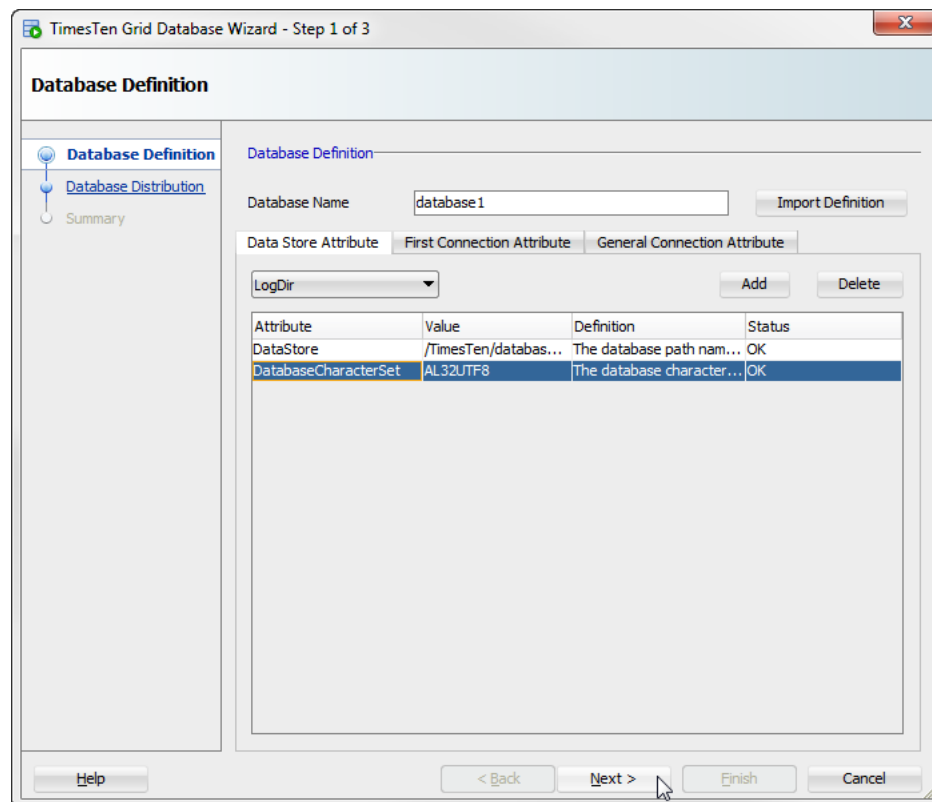 TimesTen Grid Database Wizard - Step 1 of 3
Database Definition
Database Definition
Database Distribution
Summary
Database Definition
Database Name database1 Import Definition
Data Store Attribute First Connection Attribute General Connection Attribute
LogDir Add Delete
Attribute Value Definition Status
DataStore /TimesTen/databas... The database path nam... OK
DatabaseCharacterSet AL32UTF8 The database character... OK
Help < Back Next > Finish Cancel